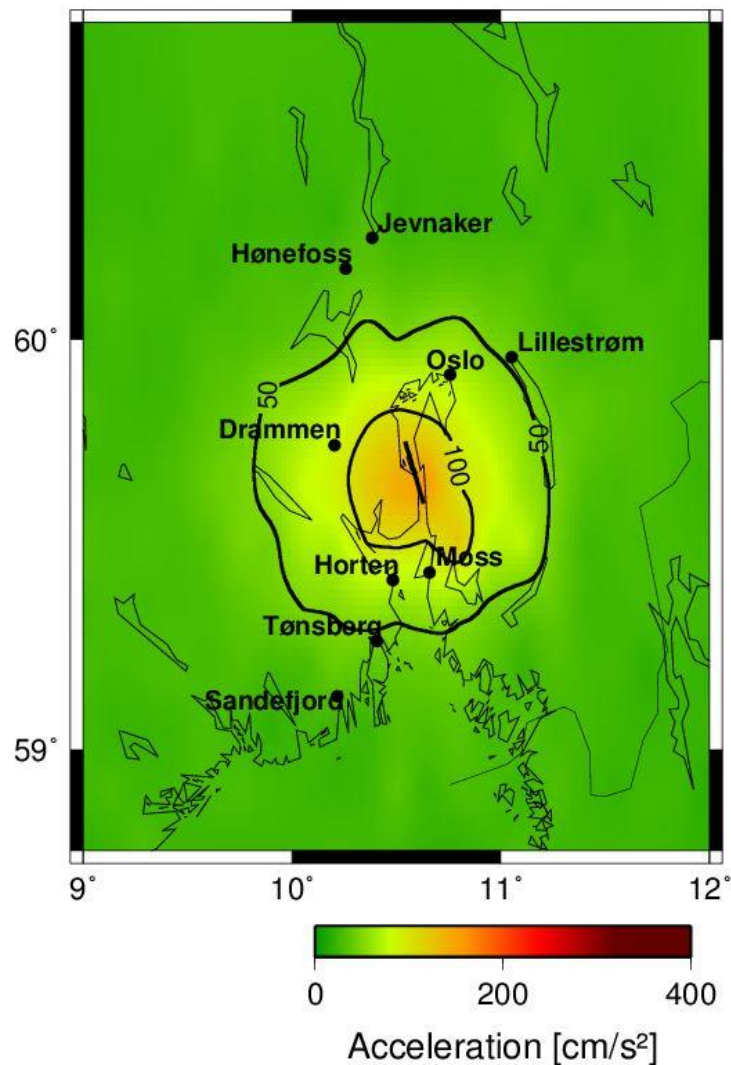 Jevnaker
Hønefoss
60°
Lillestrøm
Oslo
50
Drammen
50
100
Moss
Horten
Tønsberg
Sandefjord
59°
9°
10°
11°
12°
0
200
400
Acceleration [cm/s²]